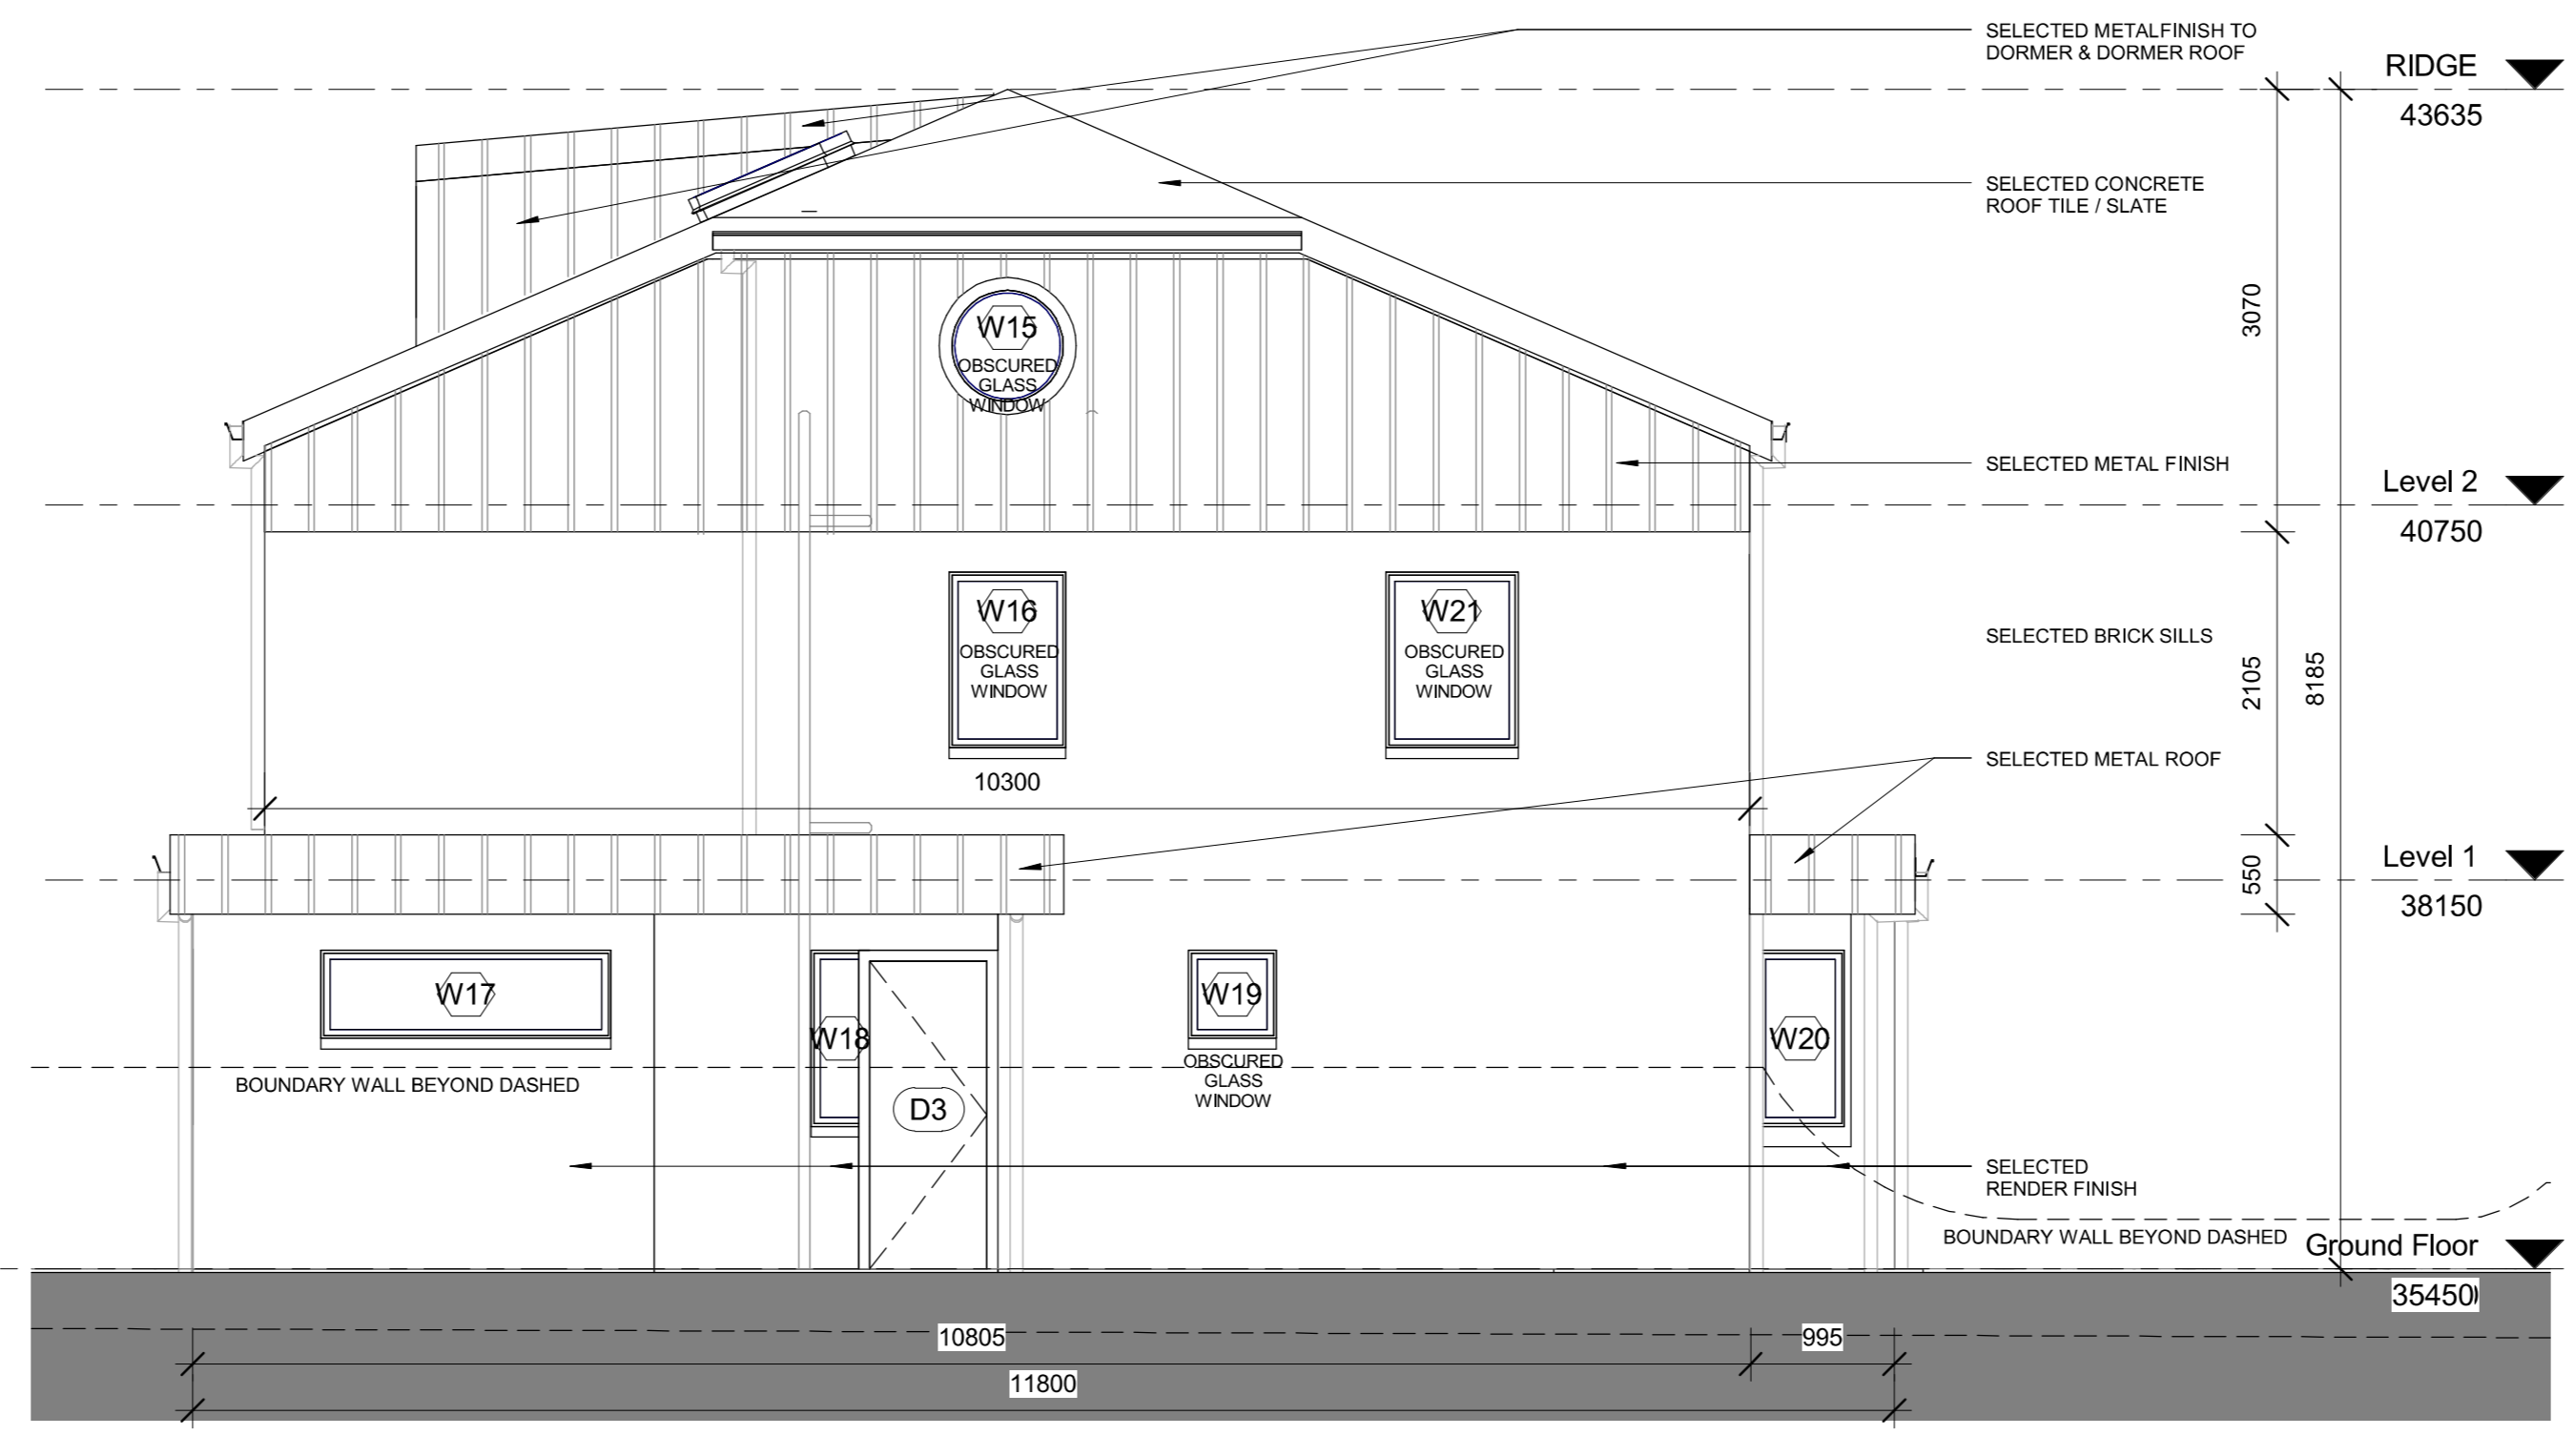 SELECTED METALFINISH TO
DORMER & DORMER ROOF
RIDGE
43635
SELECTED CONCRETE
ROOF TILE / SLATE
3070
W15
OBSCURED
GLASS
WINDOW
SELECTED METAL FINISH
Level 2
40750
W16
OBSCURED
GLASS
WINDOW
W21
OBSCURED
GLASS
WINDOW
SELECTED BRICK SILLS
2105
8185
10300
SELECTED METAL ROOF
Level 1
38150
550
W17
W18
W19
OBSCURED
GLASS
WINDOW
W20
BOUNDARY WALL BEYOND DASHED
D3
SELECTED
RENDER FINISH
BOUNDARY WALL BEYOND DASHED
Ground Floor
35450
10805
995
11800